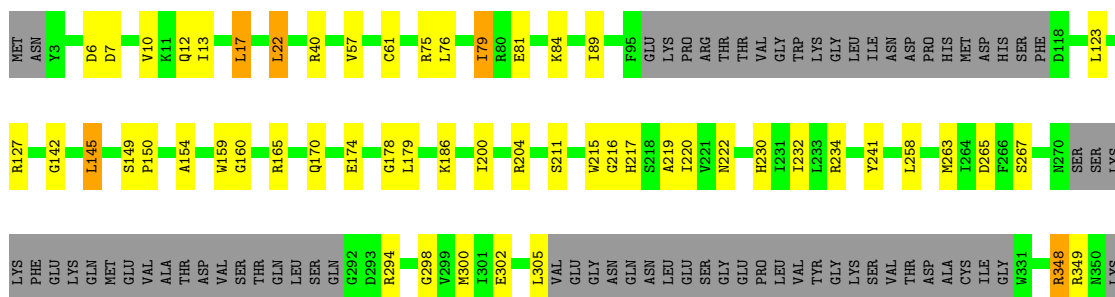 MET ASN Y3 D6 D7 V10 K11 Q12 I13 L17 L22 R40 V57 C61 R75 L76 I79 R80 E81 K84 I89 F95 GLU LYS PRO ARG THR THR VAL GLY TRP LYS GLY LEU ILE ASN ASP PRO HIS MET ASP HIS SER PHE D118 L123
R127 G142 L145 S149 P150 A154 W159 G160 R165 Q170 E174 G178 L179 K186 I200 R204 S211 W215 G216 H217 S218 A219 I220 V221 N222 H230 I231 I232 L233 R234 Y241 L258 M263 I264 D265 F266 S267 N270 SER SER LYS
LYS PHE GLU LYS GLN MET GLU VAL ALA THR ASP VAL SER THR GLN LEU SER GLN G292 D293 R294 G298 V299 M300 I301 E302 L305 VAL GLU GLY ASN GLN ASN LEU GLU SER GLY GLU PRO LEU VAL TYR GLY LYS SER VAL THR ASP ALA CYS ILE GLY W331 R348 R349 N350 LYS